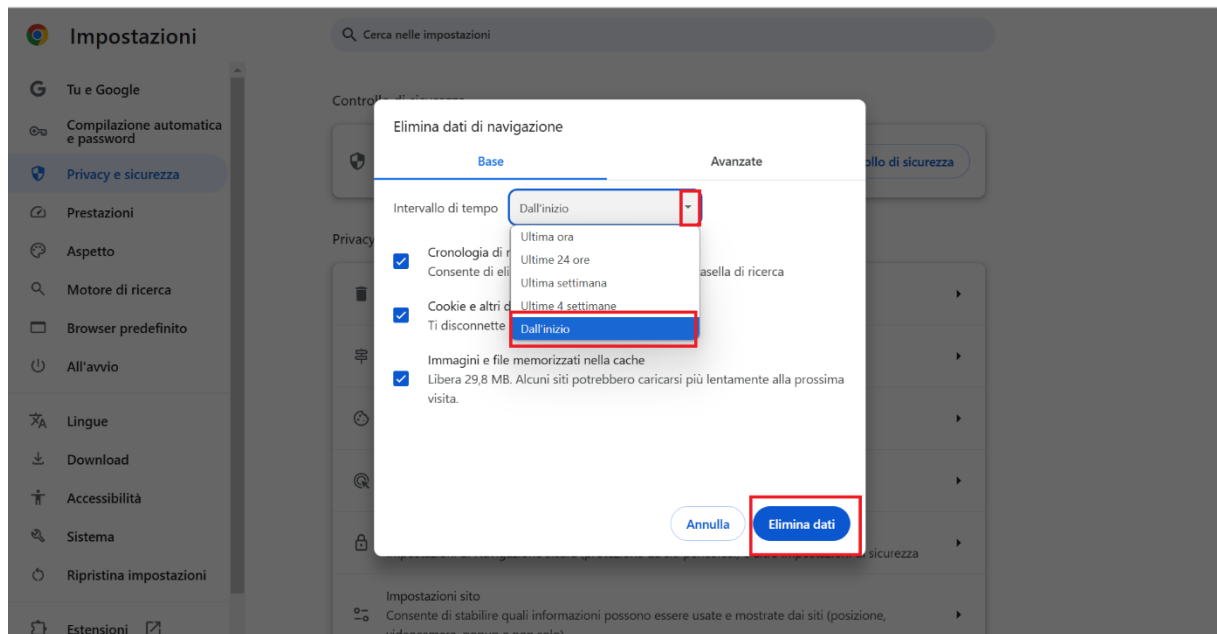 Impostazioni
Cerca nelle impostazioni
Tu e Google
Compilazione automatica
e password
Privacy e sicurezza
Prestazioni
Aspetto
Motore di ricerca
Browser predefinito
All'avvio
Lingue
Download
Accessibilità
Sistema
Ripristina impostazioni
Estensioni
Elimina dati di navigazione
Base
Avanzate
Intervallo di tempo
Dall'inizio
Ultima ora
Ultime 24 ore
Ultima settimana
Ultime 4 settimane
Dall'inizio
Cronologia di
Consente di asella di ricerca
Cookie e altri
Ti disconnette
Immagini e file memorizzati nella cache
Libera 29,8 MB. Alcuni siti potrebbero caricarsi più lentamente alla prossima
visita.
Annulla
Elimina dati
ollo di sicurezza
Privacy
sicurezza
Impostazioni sito
Consente di stabilire quali informazioni possono essere usate e mostrate dai siti (posizione,